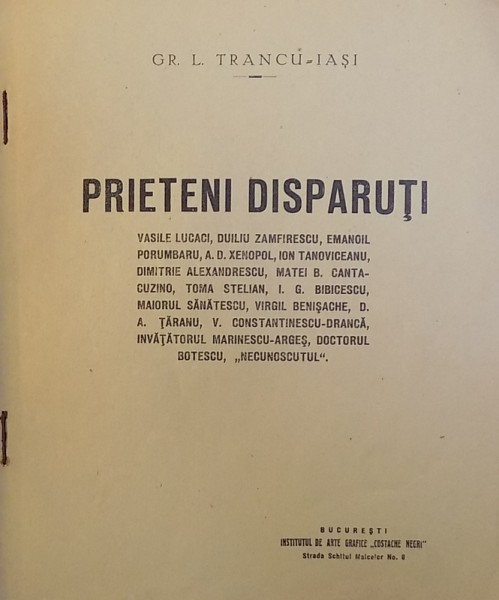 GR. L. TRANCU-IAȘI
PRIETENI DISPARUȚI
VASILE LUCACI, DUILIU ZAMFIRESCU, EMANOIL
PORUMBARU, A. D. XENOPOL, ION TANOVICEANU,
DIMITRIE ALEXANDRESCU, MATEI B. CANTA-
CUZINO, TOMA STELIAN, I. G. BIBICESCU,
MAIORUL SĂNĂTESCU, VIRGIL BENIȘACHE, D.
A. ȚĂRANU, V. CONSTANTINESCU-DRANCĂ,
INVĂȚĂTORUL MARINESCU-ARGEȘ, DOCTORUL
BOTESCU, „NECUNOSCUTUL".
BUCUREȘTI
INSTITUTUL DE ARTE GRAFICE „COSTACHE NEGRI"
Strada Schitul Maicelor No. 6